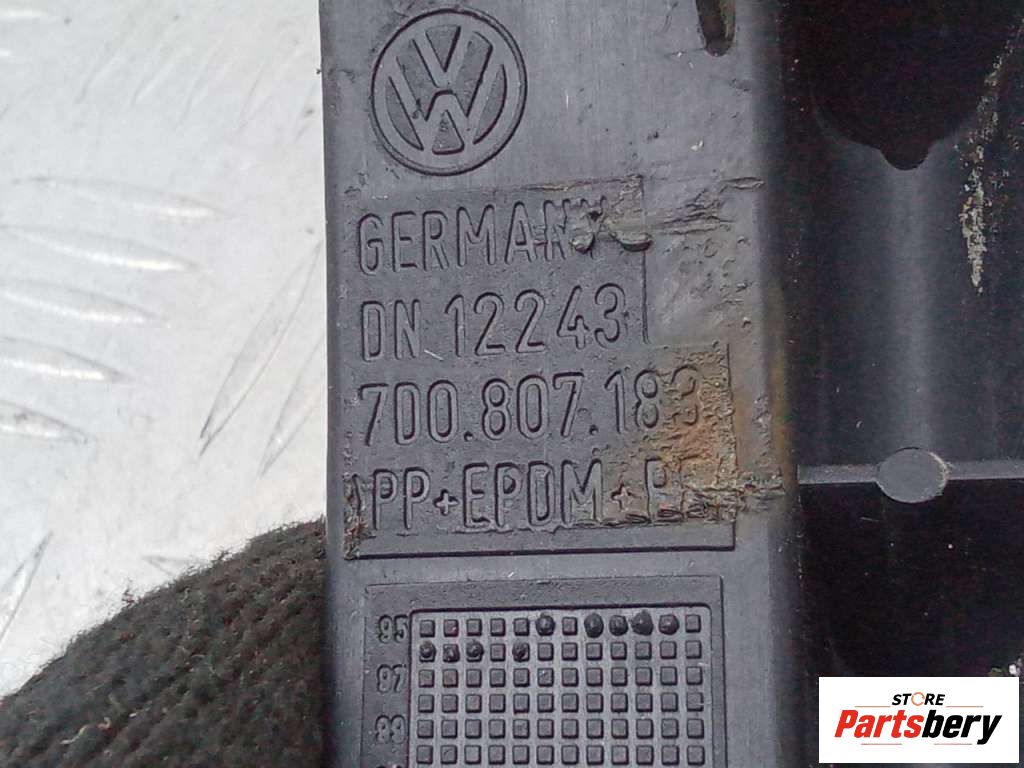 GERMANY
DN 12243
7D0.807.183
PP+EPDM+
95
97
99
STORE
Partsbery